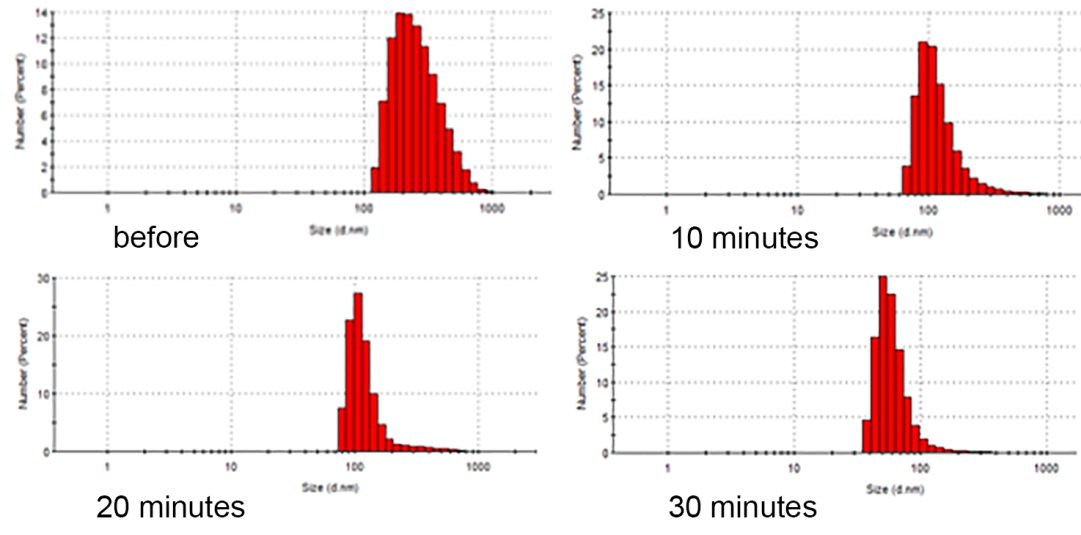 14
12
10
8
6
4
2
0
Number (Percent)
1 10 100 1000
Size (d.nm)
before
25
20
15
10
5
0
Number (Percent)
1 10 100 1000
Size (d.nm)
10 minutes
30
20
10
0
Number (Percent)
1 10 100 1000
Size (d.nm)
20 minutes
25
20
15
10
5
0
Number (Percent)
1 10 100 1000
Size (d.nm)
30 minutes